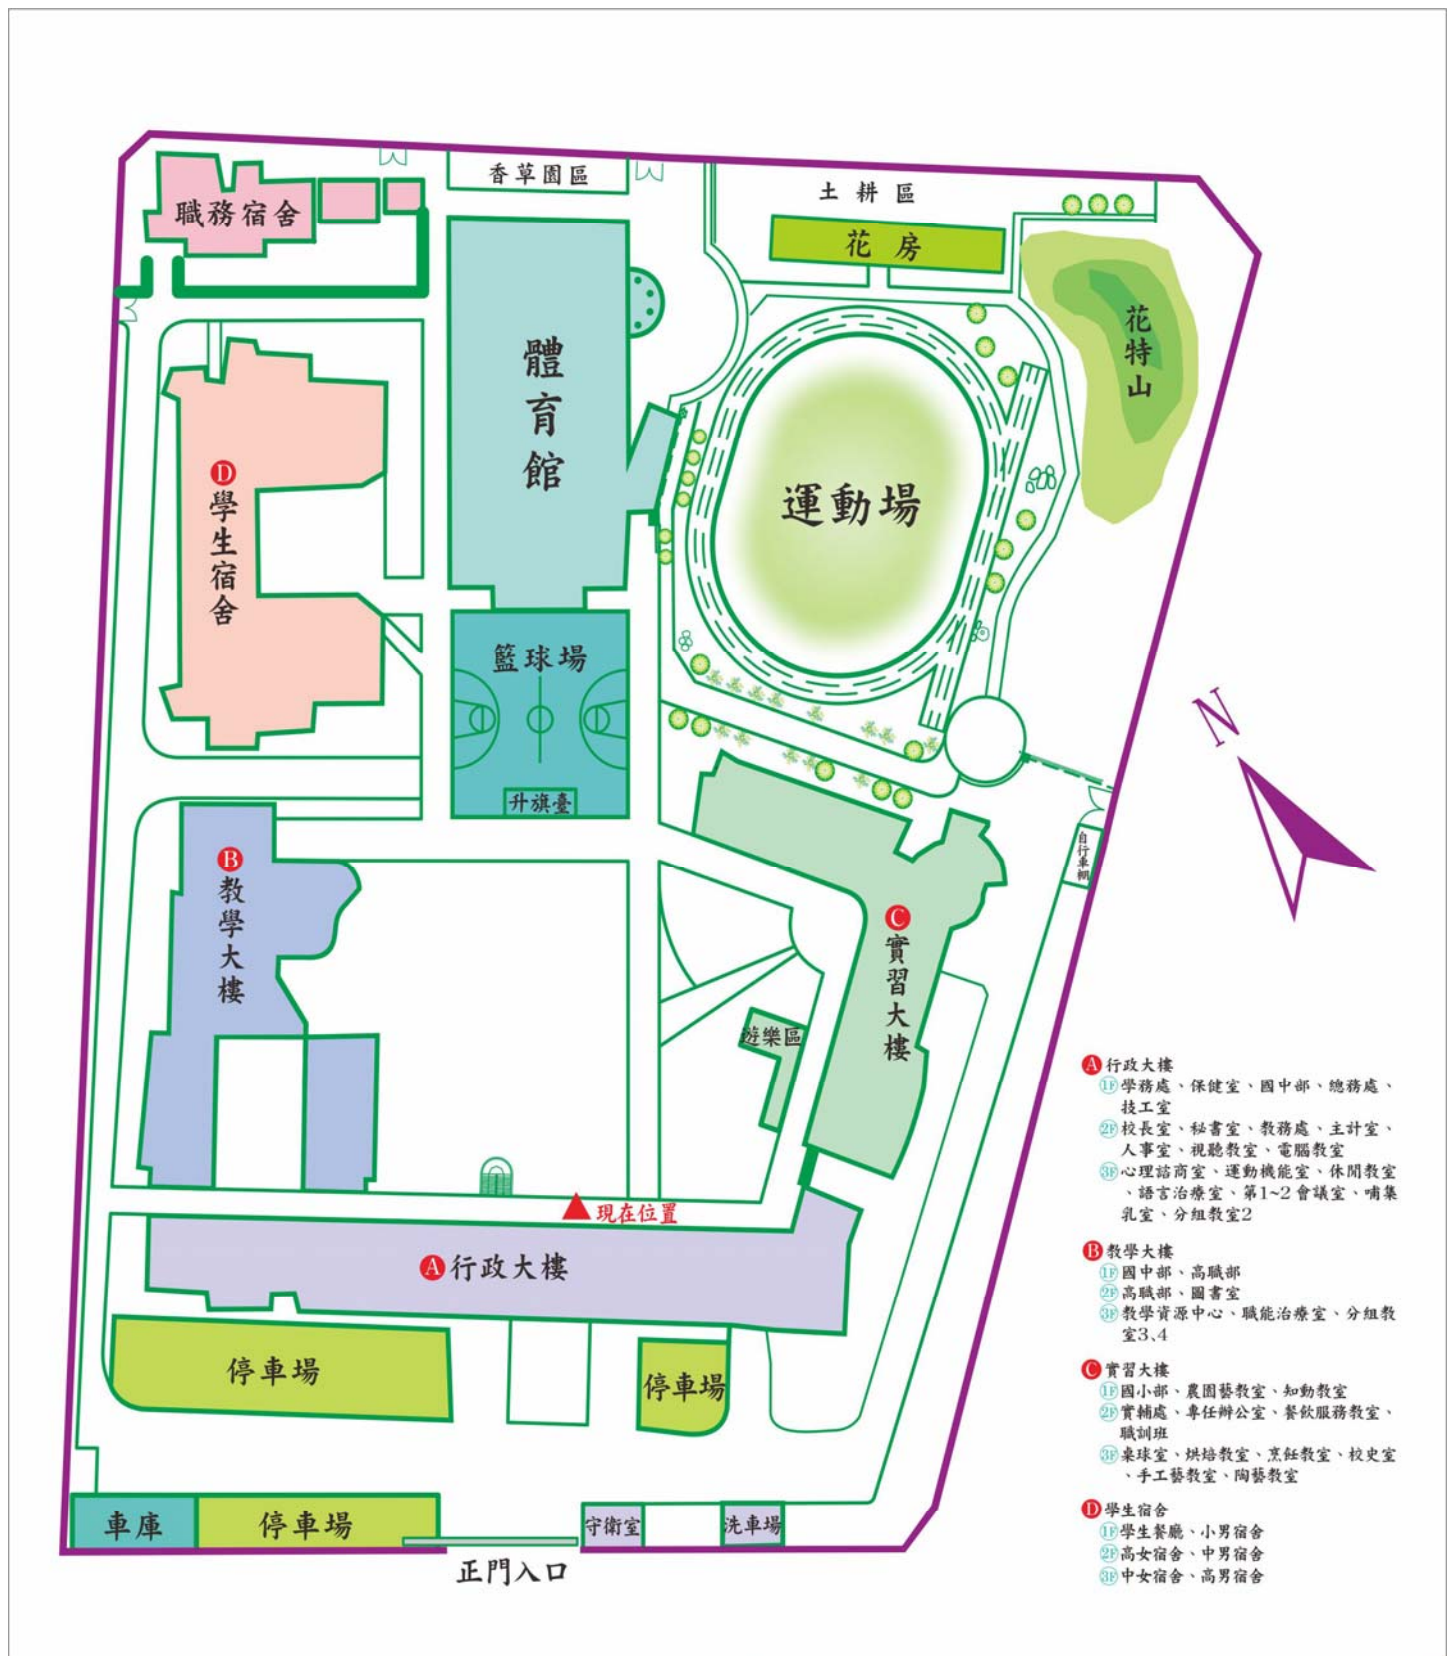 香草園區
土耕區
職務宿舍
花房
花特山
體育館
運動場
D
學生宿舍
籃球場
升旗臺
N
自行車棚
B
教學大樓
C
實習大樓
遊樂區
現在位置
A 行政大樓
停車場
停車場
車庫
停車場
守衛室
洗車場
正門入口
A 行政大樓
1F 學務處、保健室、國中部、總務處、
技工室
2F 校長室、秘書室、教務處、主計室、
人事室、視聽教室、電腦教室
3F 心理諮商室、運動機能室、休閒教室
、語言治療室、第1~2會議室、哺集
乳室、分組教室2
B 教學大樓
1F 國中部、高職部
2F 高職部、圖書室
3F 教學資源中心、職能治療室、分組教
室3、4
C 實習大樓
1F 國小部、農園藝教室、知動教室
2F 實輔處、專任辦公室、餐飲服務教室、
職訓班
3F 桌球室、烘焙教室、烹飪教室、校史室
、手工藝教室、陶藝教室
D 學生宿舍
1F 學生餐廳、小男宿舍
2F 高女宿舍、中男宿舍
3F 中女宿舍、高男宿舍